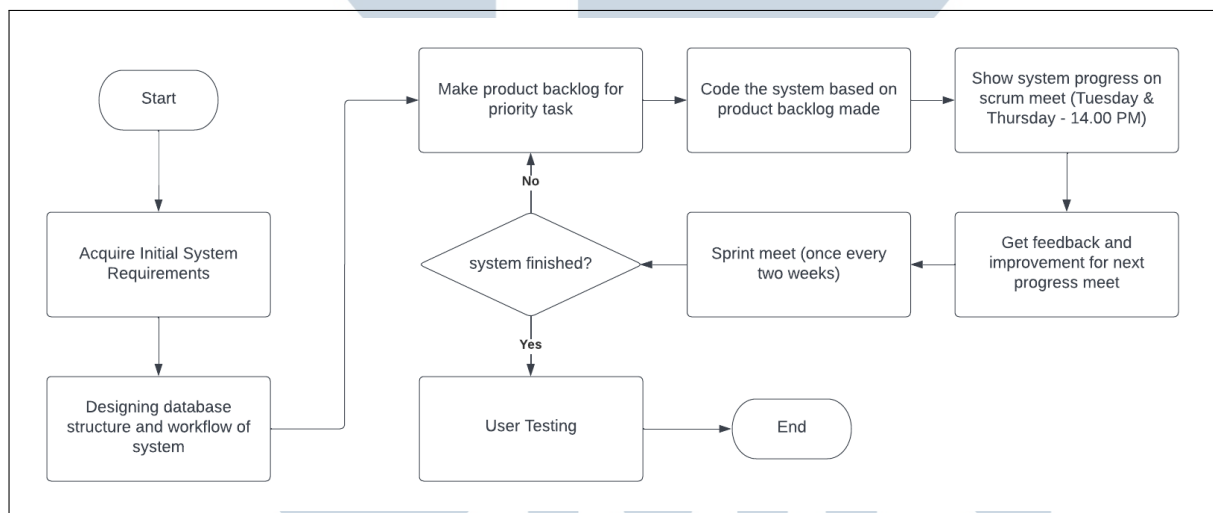 Start
Acquire Initial System
Requirements
Designing database
structure and workflow of
system
Make product backlog for
priority task
Code the system based on
product backlog made
Show system progress on
scrum meet (Tuesday &
Thursday - 14.00 PM)
Get feedback and
improvement for next
progress meet
Sprint meet (once every
two weeks)
system finished?
No
Yes
User Testing
End